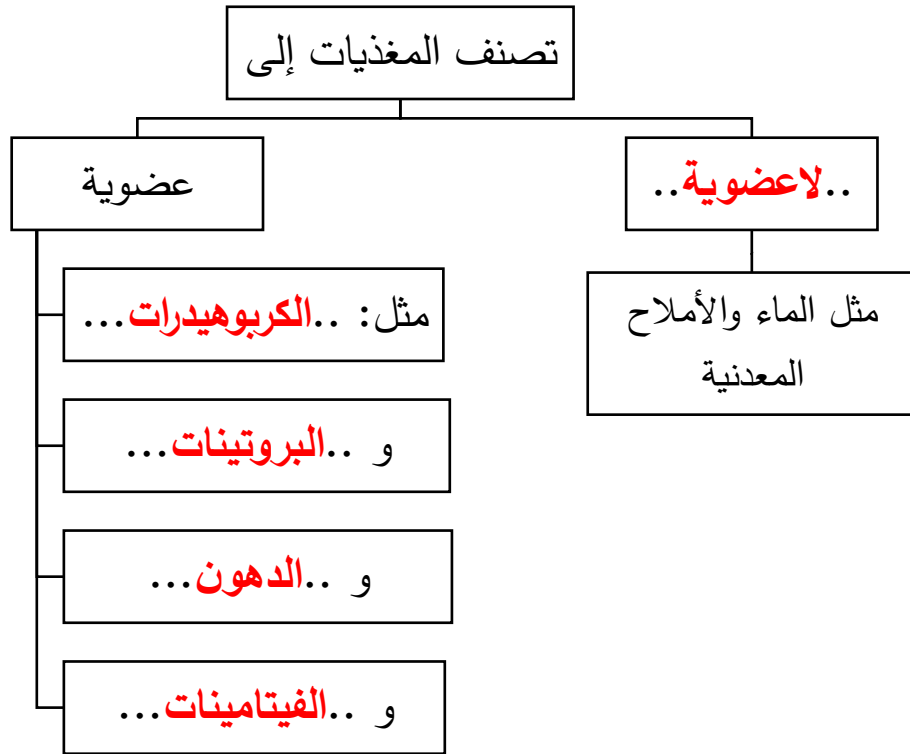 تصنف المغذيات إلى
..لاعضوية..
عضوية
مثل الماء والأملاح
المعدنية
مثل: ..الكربوهيدرات...
و ..البروتينات...
و ..الدهون...
و ..الفيتامينات...